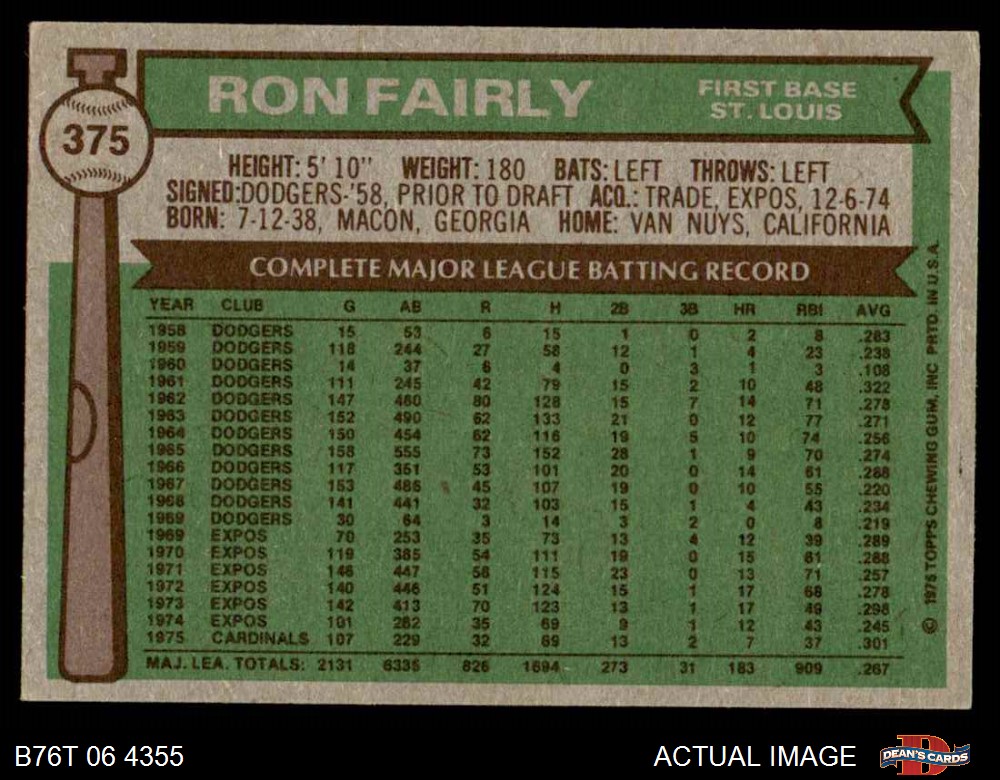 375
RON FAIRLY
FIRST BASE
ST. LOUIS
HEIGHT: 5' 10" WEIGHT: 180 BATS: LEFT THROWS: LEFT
SIGNED: DODGERS-'58, PRIOR TO DRAFT ACQ.: TRADE, EXPOS, 12-6-74
BORN: 7-12-38, MACON, GEORGIA HOME: VAN NUYS, CALIFORNIA
COMPLETE MAJOR LEAGUE BATTING RECORD
YEAR CLUB G AB R H 2B 3B HR RBI AVG
1958 DODGERS 15 53 6 15 1 0 2 8 .283
1959 DODGERS 118 244 27 58 12 1 4 23 .238
1960 DODGERS 14 37 6 4 0 3 1 3 .108
1961 DODGERS 111 245 42 79 15 2 10 48 .322
1962 DODGERS 147 460 80 128 15 7 14 71 .278
1963 DODGERS 152 490 62 133 21 0 12 77 .271
1964 DODGERS 150 454 62 116 19 5 10 74 .256
1965 DODGERS 158 555 73 152 28 1 9 70 .274
1966 DODGERS 117 351 53 101 20 0 14 61 .288
1967 DODGERS 153 486 45 107 19 0 10 55 .220
1968 DODGERS 141 441 32 103 15 1 4 43 .234
1969 DODGERS 30 64 3 14 3 2 0 8 .219
1969 EXPOS 70 253 35 73 13 4 12 39 .289
1970 EXPOS 119 385 54 111 19 0 15 61 .288
1971 EXPOS 146 447 58 115 23 0 13 71 .257
1972 EXPOS 140 446 51 124 15 1 17 68 .278
1973 EXPOS 142 413 70 123 13 1 17 49 .298
1974 EXPOS 101 282 35 69 9 1 12 43 .245
1975 CARDINALS 107 229 32 69 13 2 7 37 .301
MAJ. LEA. TOTALS: 2131 6335 826 1694 273 31 183 909 .267
© 1976 TOPPS CHEWING GUM, INC PRTD. IN U.S.A.
B76T 06 4355
ACTUAL IMAGE
DEAN'S CARDS